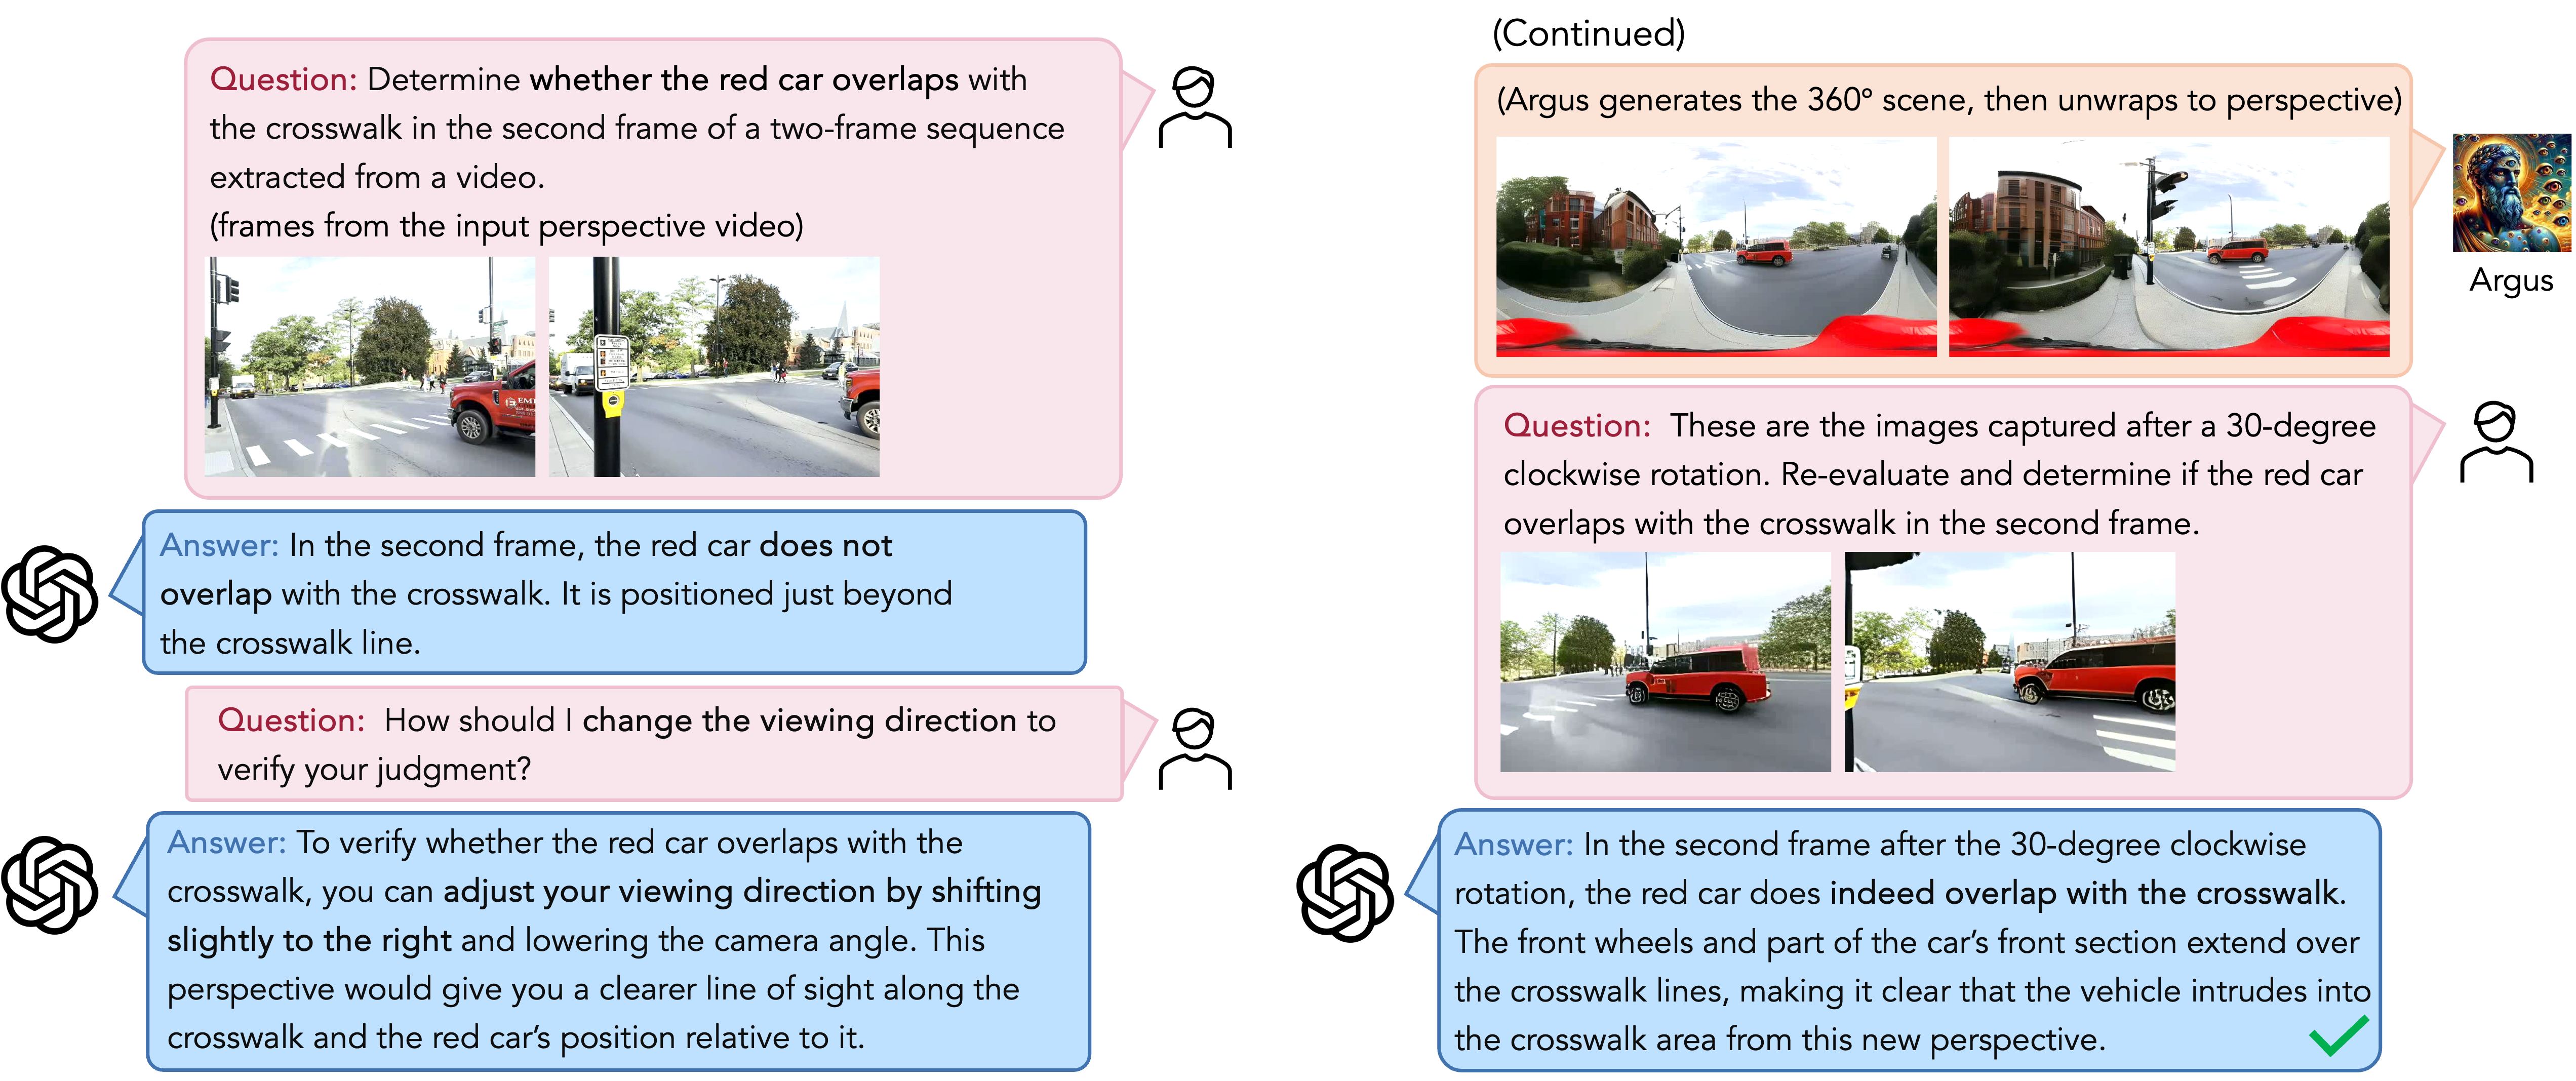 Question: Determine whether the red car overlaps with
the crosswalk in the second frame of a two-frame sequence
extracted from a video.
(frames from the input perspective video)
EM
Answer: In the second frame, the red car does not
overlap with the crosswalk. It is positioned just beyond
the crosswalk line.
Question: How should I change the viewing direction to
verify your judgment?
Answer: To verify whether the red car overlaps with the
crosswalk, you can adjust your viewing direction by shifting
slightly to the right and lowering the camera angle. This
perspective would give you a clearer line of sight along the
crosswalk and the red car’s position relative to it.
(Continued)
(Argus generates the 360° scene, then unwraps to perspective)
Argus
Question: These are the images captured after a 30-degree
clockwise rotation. Re-evaluate and determine if the red car
overlaps with the crosswalk in the second frame.
Answer: In the second frame after the 30-degree clockwise
rotation, the red car does indeed overlap with the crosswalk.
The front wheels and part of the car’s front section extend over
the crosswalk lines, making it clear that the vehicle intrudes into
the crosswalk area from this new perspective.